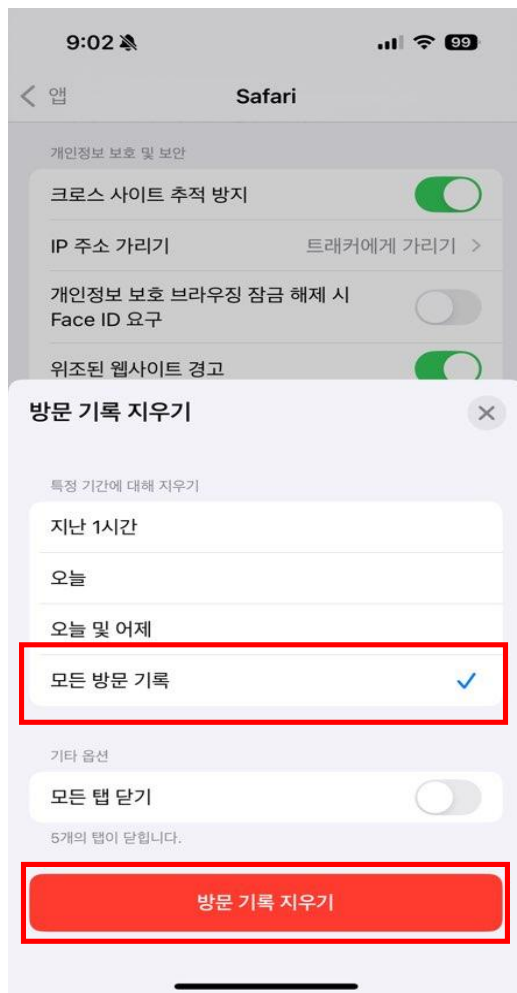 9:02
99
앱
Safari
개인정보 보호 및 보안
크로스 사이트 추적 방지
IP 주소 가리기 트래커에게 가리기
개인정보 보호 브라우징 잠금 해제 시
Face ID 요구
위조된 웹사이트 경고
방문 기록 지우기
특정 기간에 대해 지우기
지난 1시간
오늘
오늘 및 어제
모든 방문 기록
기타 옵션
모든 탭 닫기
5개의 탭이 닫힙니다.
방문 기록 지우기